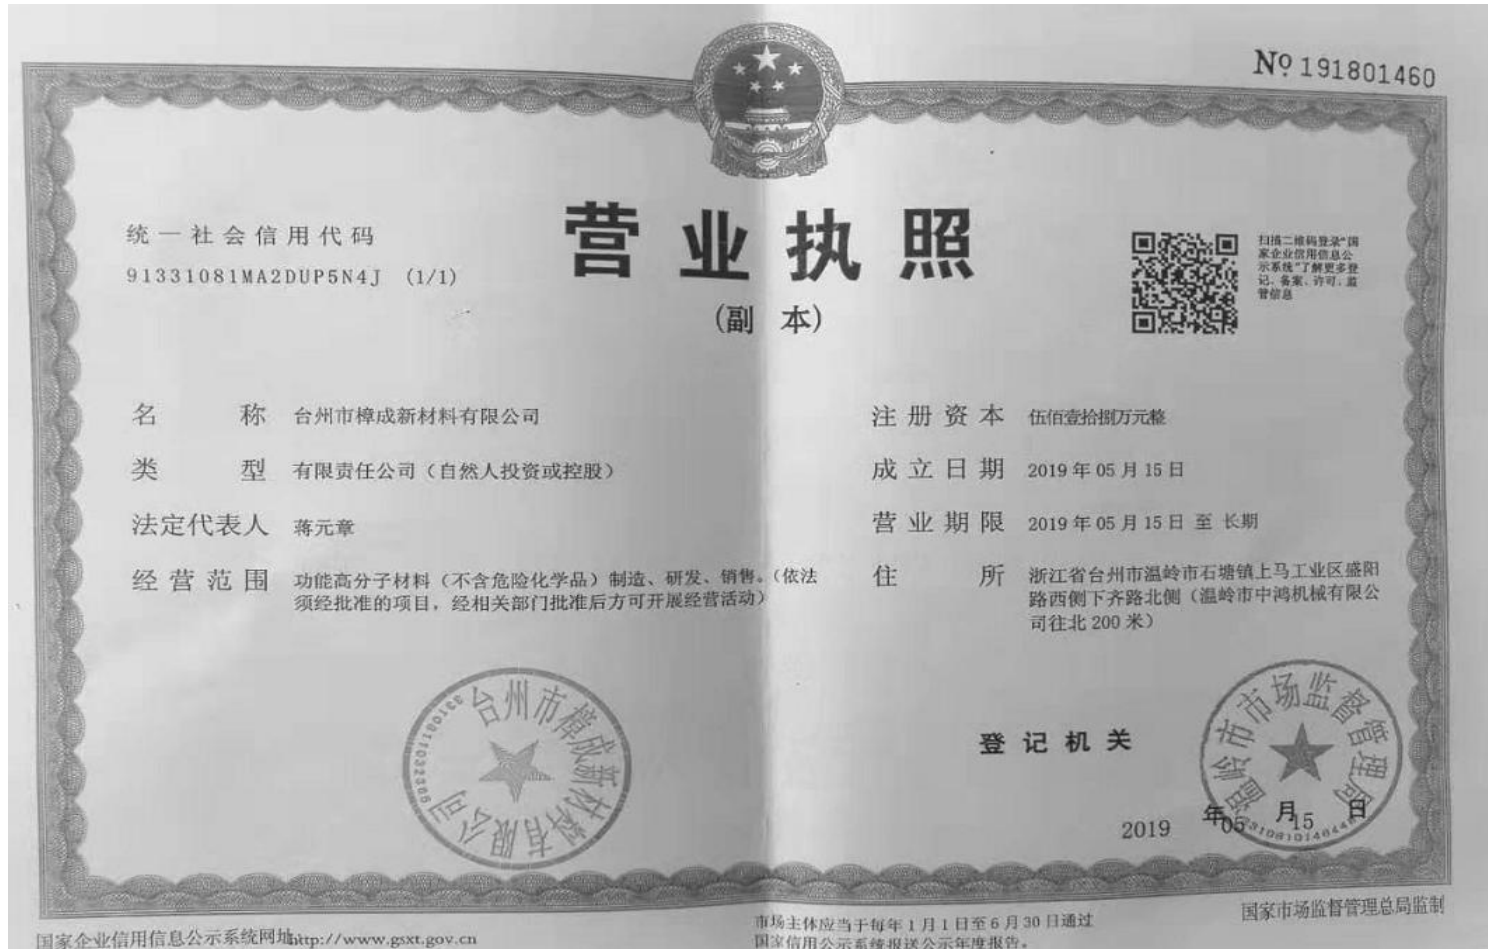 № 191801460
统一社会信用代码
91331081MA2DUP5N4J (1/1)
营业执照
(副本)
扫描二维码登录“国
家企业信用信息公
示系统”了解更多登
记、备案、许可、监
管信息
名称 台州市樟成新材料有限公司
类型 有限责任公司（自然人投资或控股）
法定代表人 蒋元章
经营范围 功能高分子材料（不含危险化学品）制造、研发、销售。（依法
须经批准的项目，经相关部门批准后方可开展经营活动）
注册资本 伍佰壹拾捌万元整
成立日期 2019年05月15日
营业期限 2019年05月15日 至 长期
住所 浙江省台州市温岭市石塘镇上马工业区盛阳
路西侧下齐路北侧（温岭市中鸿机械有限公
司往北200米）
台州市樟成新材料有限公司
登记机关
温岭市市场监督管理局
2019年05月15日
国家企业信用信息公示系统网址http://www.gsxt.gov.cn
市场主体应当于每年1月1日至6月30日通过
国家信用公示系统报送公示年度报告。
国家市场监督管理总局监制